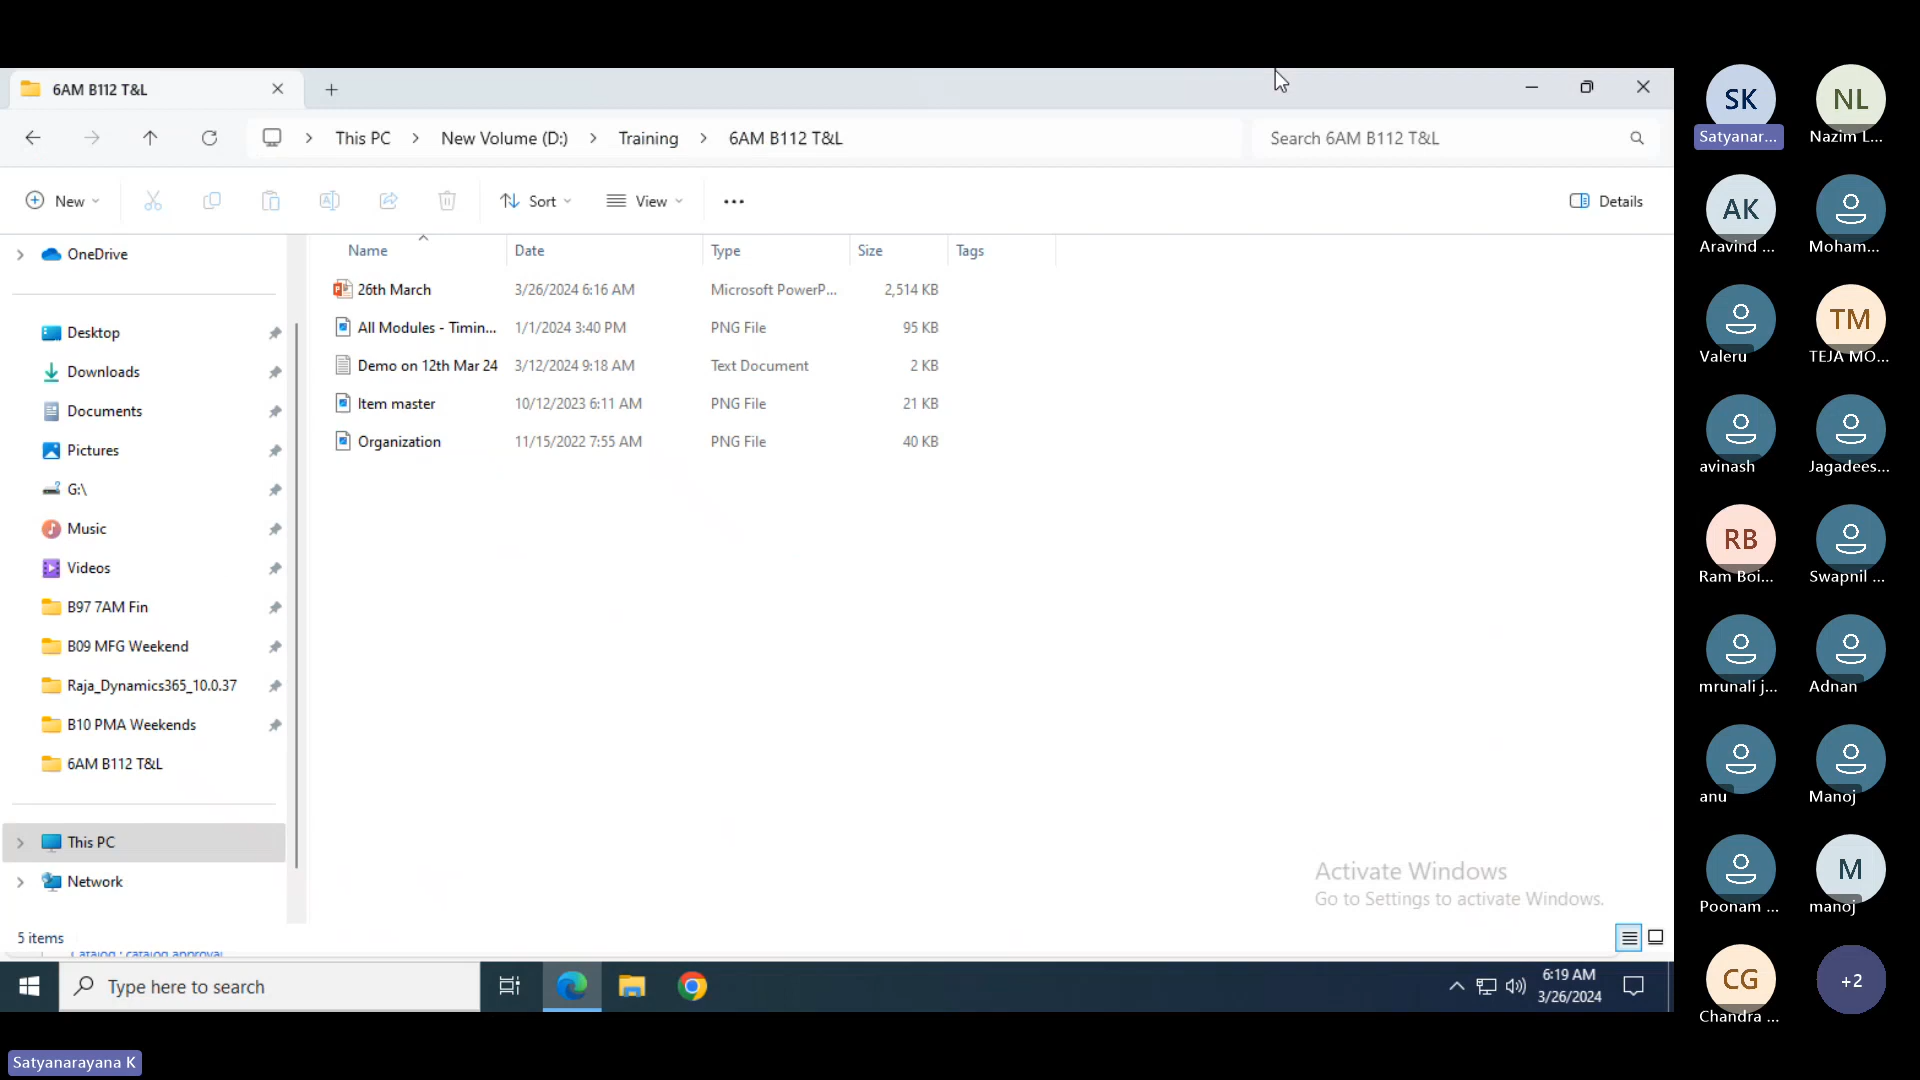 6AM B112 T&L
This PC > New Volume (D:) > Training > 6AM B112 T&L
Search 6AM B112 T&L
New
Sort
View
Details
OneDrive
Desktop
Downloads
Documents
Pictures
G:\
Music
Videos
B97 7AM Fin
B09 MFG Weekend
Raja_Dynamics365_10.0.37
B10 PMA Weekends
6AM B112 T&L
This PC
Network
Name Date Type Size Tags
26th March 3/26/2024 6:16 AM Microsoft PowerP... 2,514 KB
All Modules - Timin... 1/1/2024 3:40 PM PNG File 95 KB
Demo on 12th Mar 24 3/12/2024 9:18 AM Text Document 2 KB
Item master 10/12/2023 6:11 AM PNG File 21 KB
Organization 11/15/2022 7:55 AM PNG File 40 KB
Activate Windows
Go to Settings to activate Windows.
5 items
Catalog : catalog approval
Type here to search
6:19 AM
3/26/2024
SK
Satyanar...
NL
Nazim L...
AK
Aravind ...
Moham...
Valeru
TM
TEJA MO...
avinash
Jagadees...
RB
Ram Boi...
Swapnil ...
mrunali j...
Adnan
anu
Manoj
Poonam ...
M
manoj
CG
Chandra ...
+2
Satyanarayana K